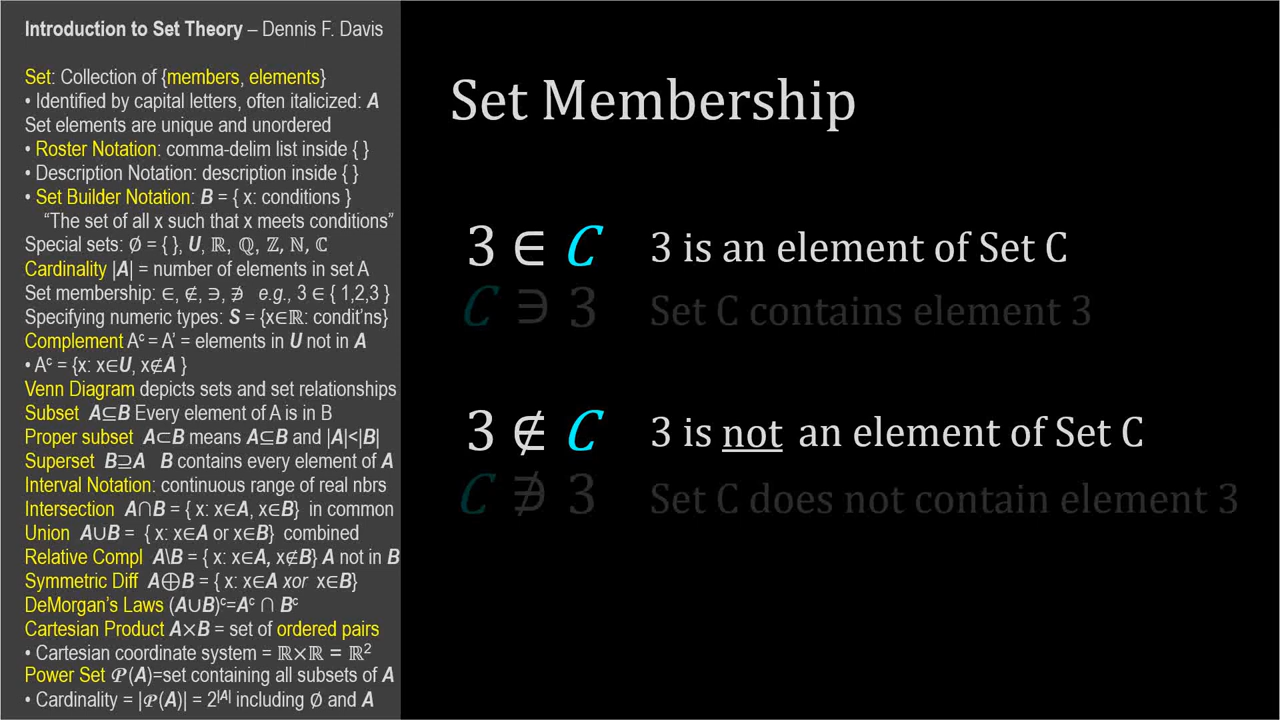 Introduction to Set Theory – Dennis F. Davis
Set: Collection of {members, elements}
• Identified by capital letters, often italicized: A
Set elements are unique and unordered
• Roster Notation: comma-delim list inside { }
• Description Notation: description inside { }
• Set Builder Notation: B = { x: conditions }
“The set of all x such that x meets conditions”
Special sets: ∅ = { }, U, ℝ, ℚ, ℤ, ℕ, ℂ
Cardinality |A| = number of elements in set A
Set membership: ∈, ∉, ∋, ∌ e.g., 3 ∈ { 1,2,3 }
Specifying numeric types: S = {x∈ℝ: condit’ns}
Complement Aᶜ = A’ = elements in U not in A
• Aᶜ = {x: x∈U, x∉A }
Venn Diagram depicts sets and set relationships
Subset A⊆B Every element of A is in B
Proper subset A⊂B means A⊆B and |A|<|B|
Superset B⊇A B contains every element of A
Interval Notation: continuous range of real nbrs
Intersection A∩B = { x: x∈A, x∈B} in common
Union A∪B = { x: x∈A or x∈B} combined
Relative Compl A\B = { x: x∈A, x∉B} A not in B
Symmetric Diff A⊕B = { x: x∈A xor x∈B}
DeMorgan’s Laws (A∪B)ᶜ=Aᶜ ∩ Bᶜ
Cartesian Product A×B = set of ordered pairs
• Cartesian coordinate system = ℝ×ℝ = ℝ²
Power Set 𝒫(A)=set containing all subsets of A
• Cardinality = |𝒫(A)| = 2^|A| including ∅ and A
Set Membership
3 ∈ C 3 is an element of Set C
C ∋ 3 Set C contains element 3
3 ∉ C 3 is not an element of Set C
C ∌ 3 Set C does not contain element 3